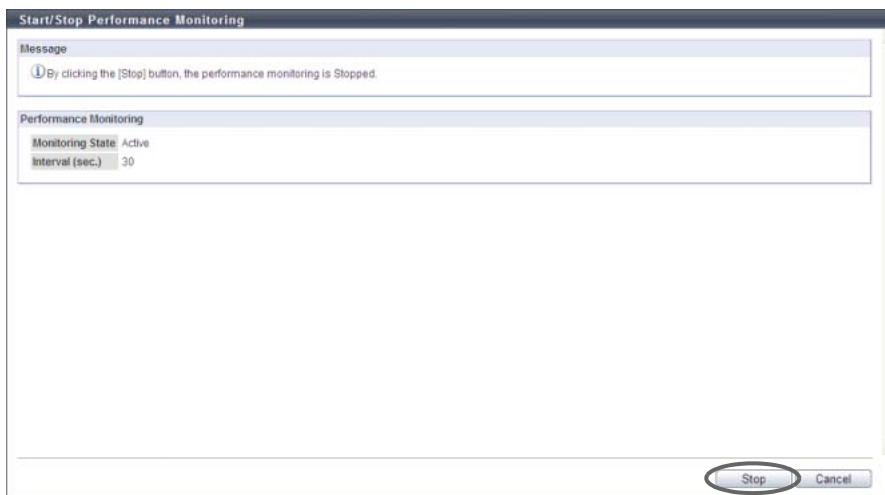 Start/Stop Performance Monitoring
Message
By clicking the [Stop] button, the performance monitoring is Stopped.
Performance Monitoring
Monitoring State Active
Interval (sec.) 30
Stop Cancel